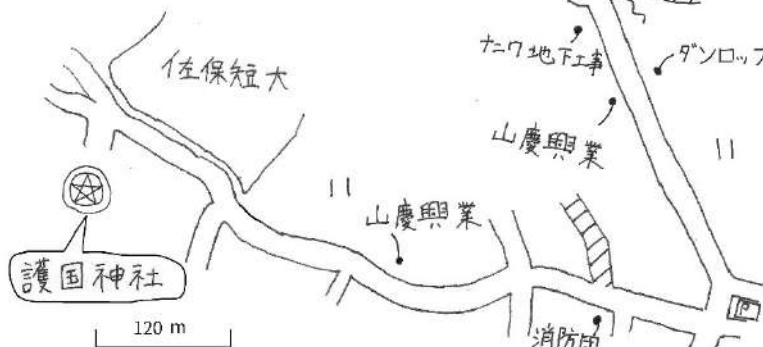 佐保短大
ナニワ地下工事
ダンロップ
山慶興業
山慶興業
護国神社
120 m
消防団